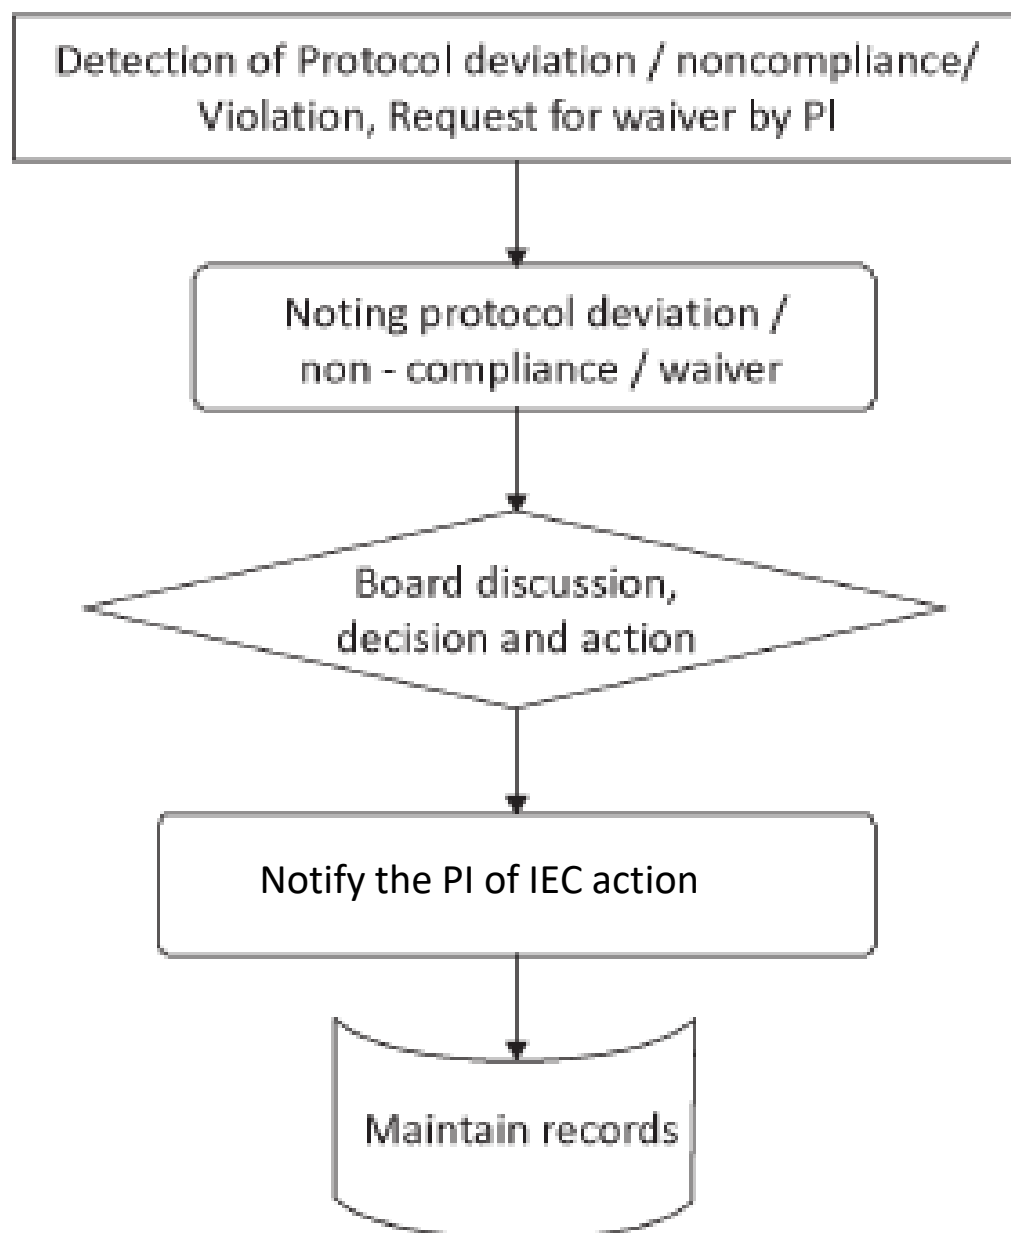 Detection of Protocol deviation / noncompliance/
Violation, Request for waiver by PI
Noting protocol deviation /
non - compliance / waiver
Board discussion,
decision and action
Notify the PI of IEC action
Maintain records